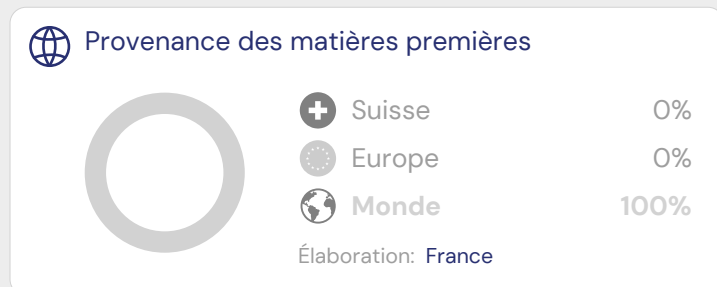 Provenance des matières premières
Suisse 0%
Europe 0%
Monde 100%
Élaboration: France